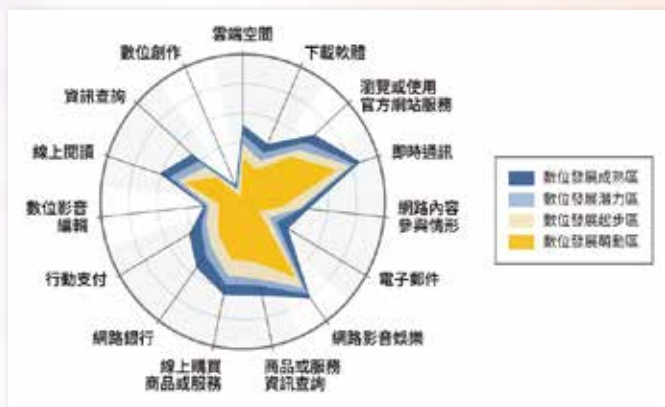 雲端空間
下載軟體
瀏覽或使用
官方網站服務
即時通訊
網路內容
參與情形
電子郵件
網路影音娛樂
商品或服務
資訊查詢
線上購買
商品或服務
網路銀行
行動支付
數位影音
編輯
線上閱讀
資訊查詢
數位創作
數位發展成熟區
數位發展潛力區
數位發展起步區
數位發展萌動區